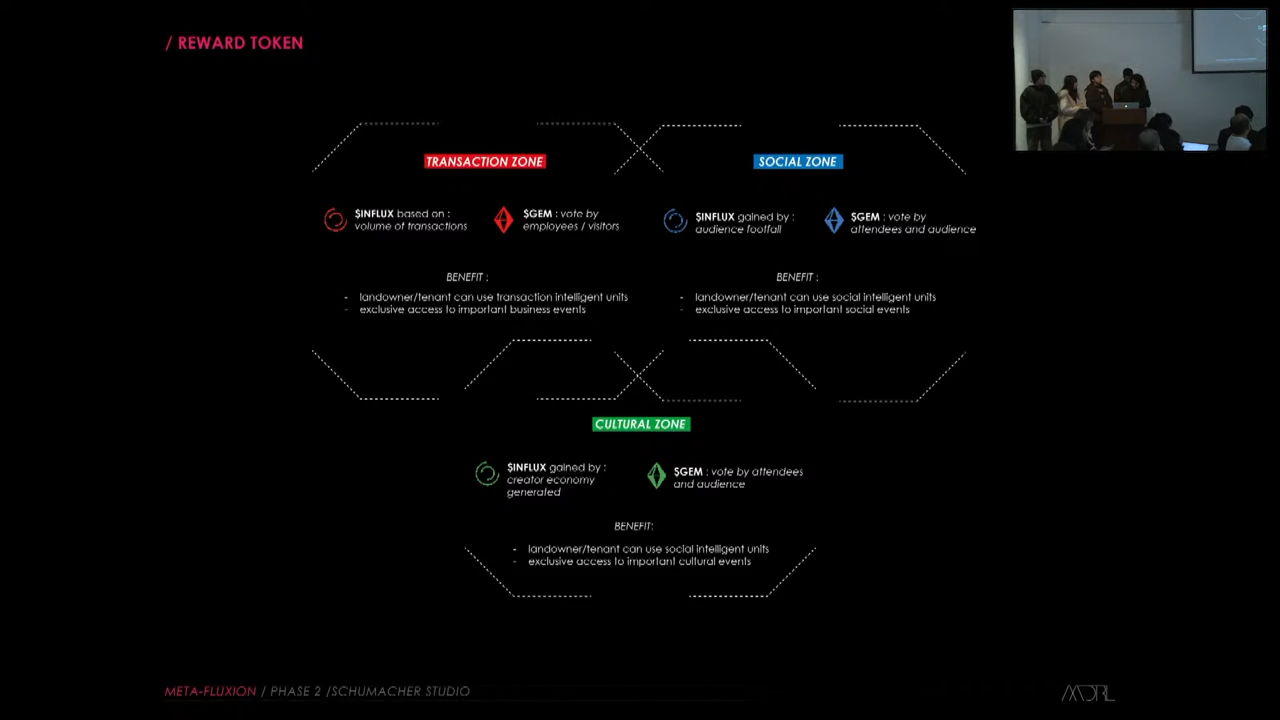 / REWARD TOKEN
TRANSACTION ZONE
$INFLUX based on :
volume of transactions
$GEM : vote by
employees / visitors
BENEFIT :
- landowner/tenant can use transaction intelligent units
- exclusive access to important business events
SOCIAL ZONE
$INFLUX gained by :
audience footfall
$GEM : vote by
attendees and audience
BENEFIT :
- landowner/tenant can use social intelligent units
- exclusive access to important social events
CULTURAL ZONE
$INFLUX gained by :
creator economy
generated
$GEM : vote by attendees
and audience
BENEFIT:
- landowner/tenant can use social intelligent units
- exclusive access to important cultural events
META-FLUXION / PHASE 2 /SCHUMACHER STUDIO